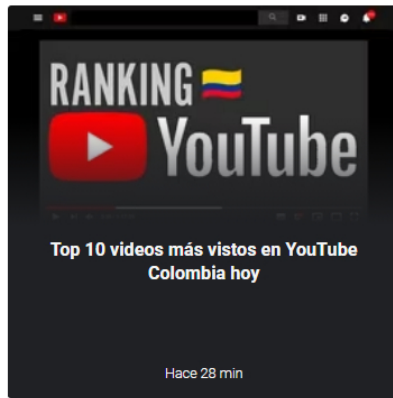 RANKING
YouTube
Top 10 videos más vistos en YouTube
Colombia hoy
Hace 28 min